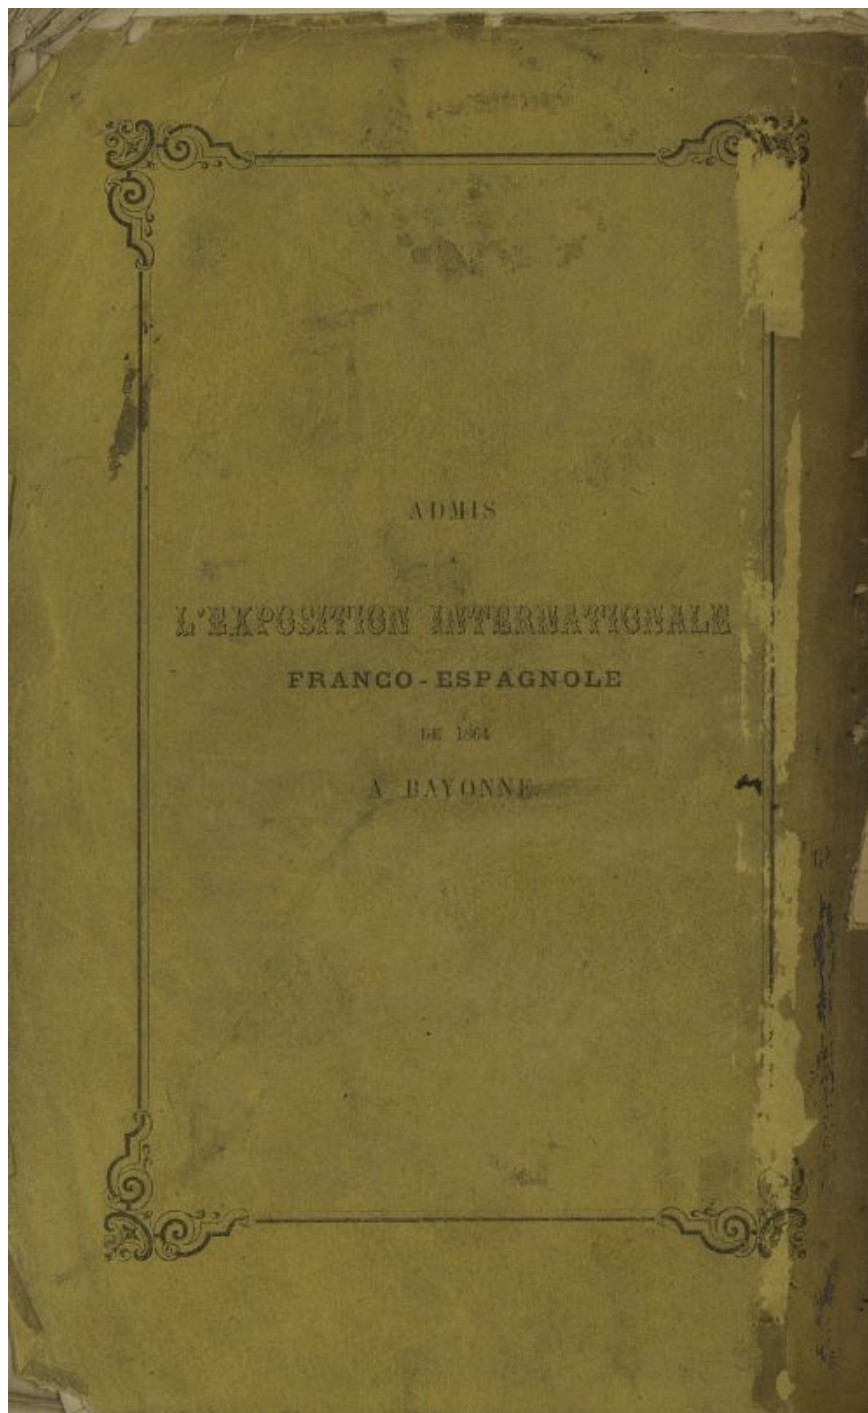 ADMIS
A
L'EXPOSITION INTERNATIONALE
FRANCO-ESPAGNOLE
DE 1864
A BAYONNE